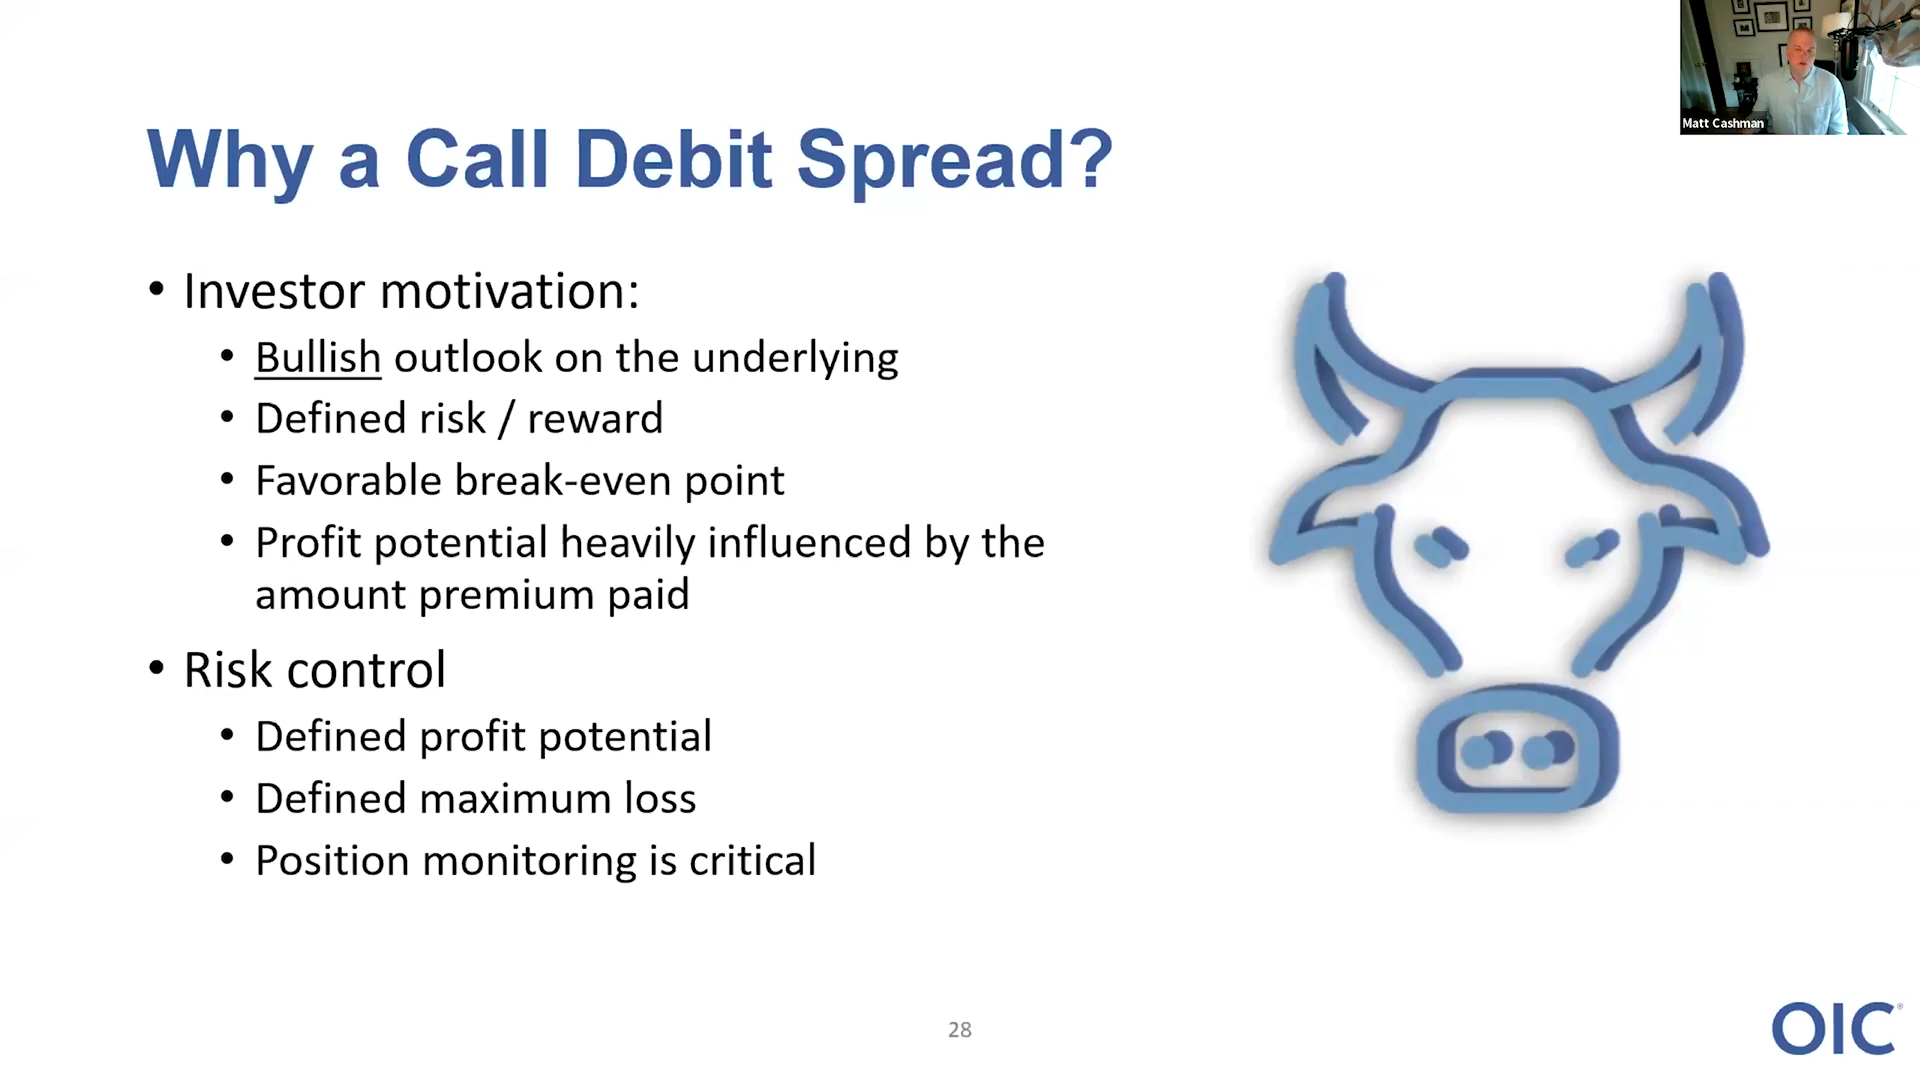 Matt Cashman
Why a Call Debit Spread?
• Investor motivation:
• Bullish outlook on the underlying
• Defined risk / reward
• Favorable break-even point
• Profit potential heavily influenced by the
amount premium paid
• Risk control
• Defined profit potential
• Defined maximum loss
• Position monitoring is critical
28
OIC®